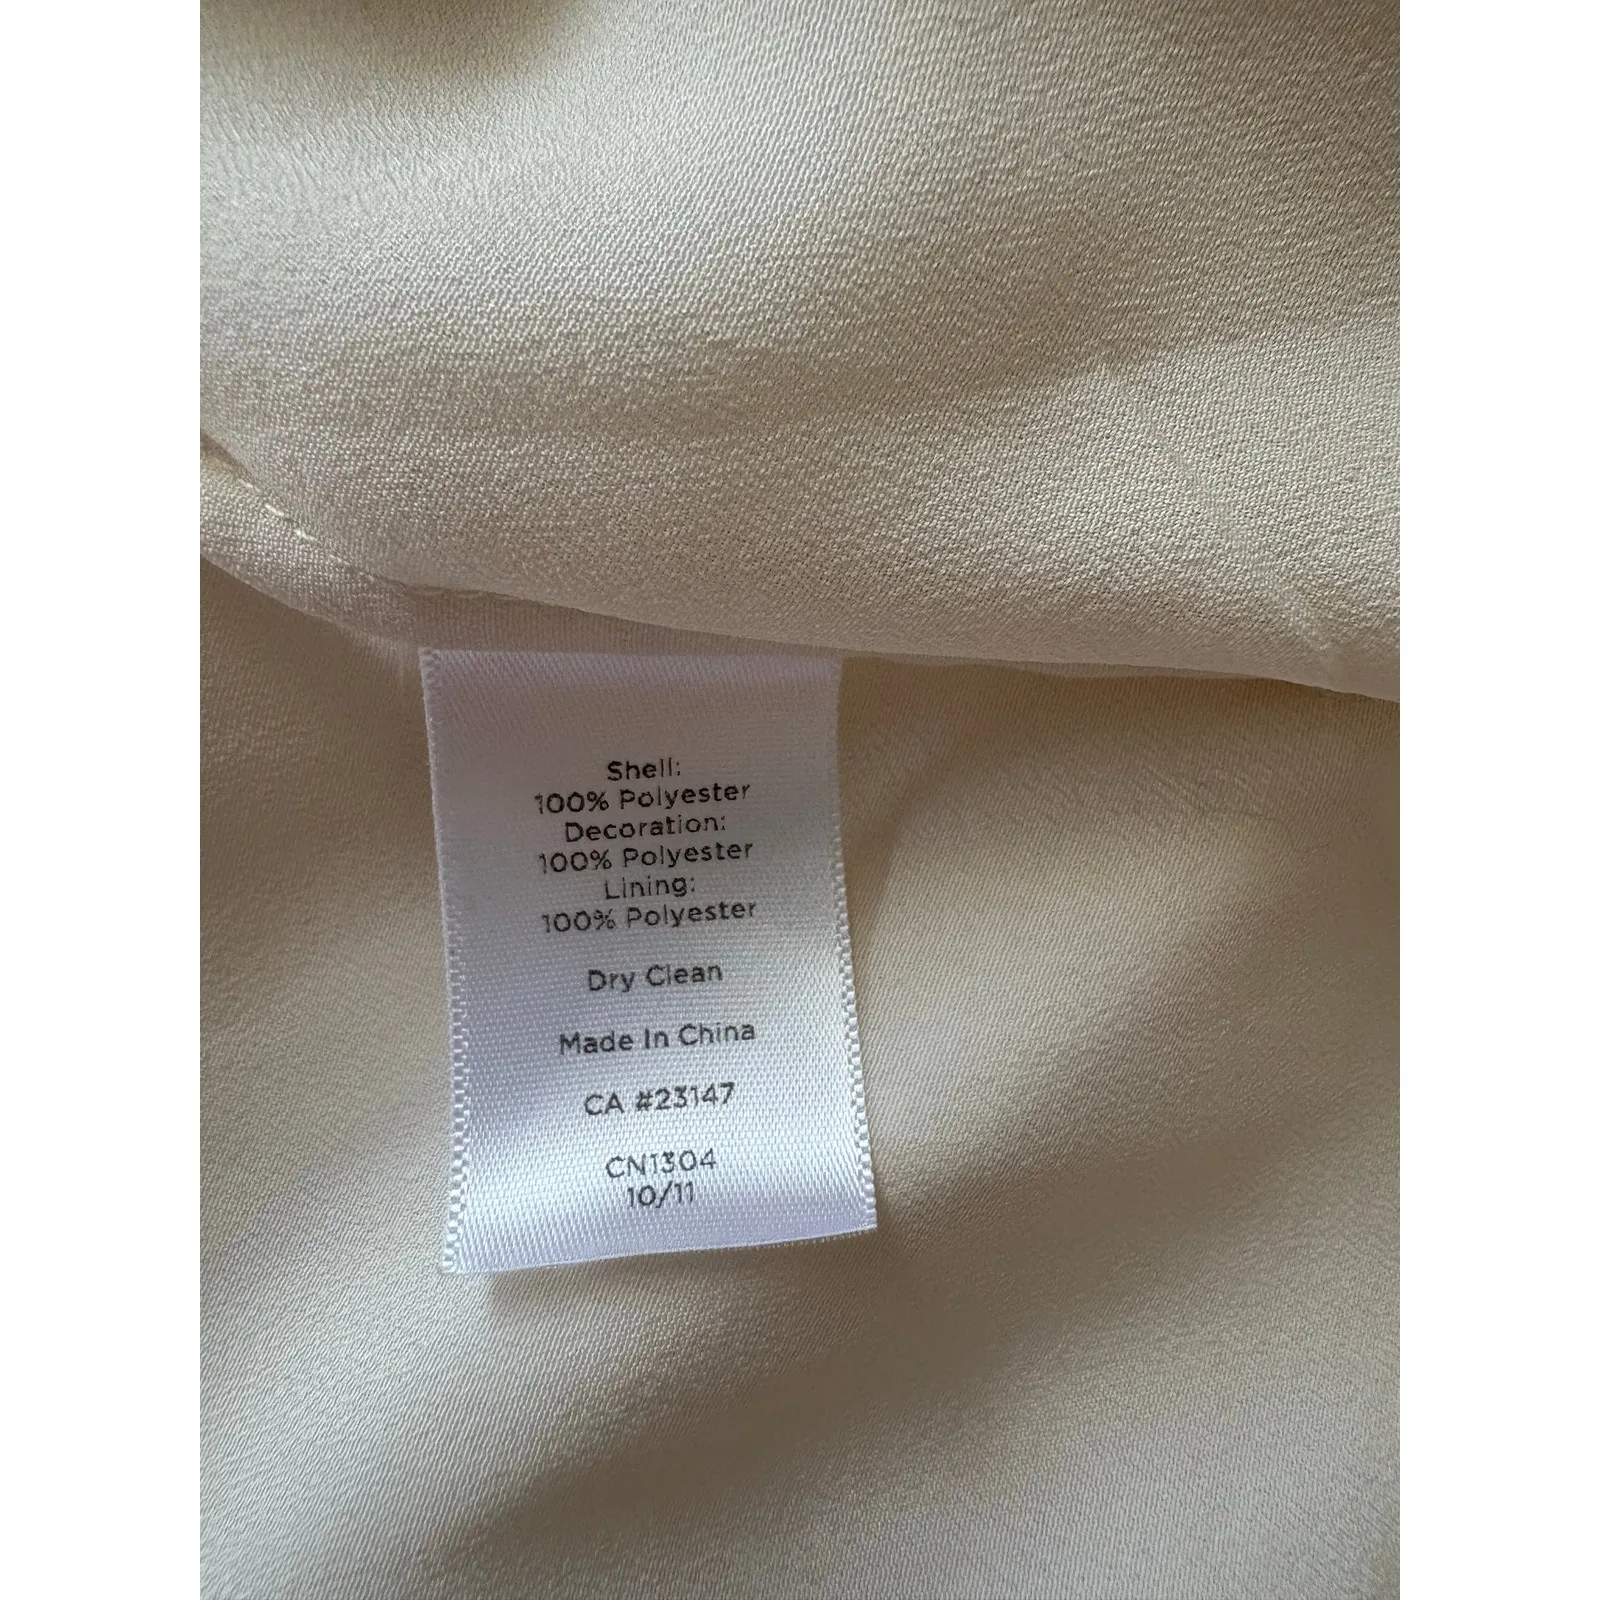 Shell:
100% Polyester
Decoration:
100% Polyester
Lining:
100% Polyester
Dry Clean
Made In China
CA #23147
CN1304
10/11